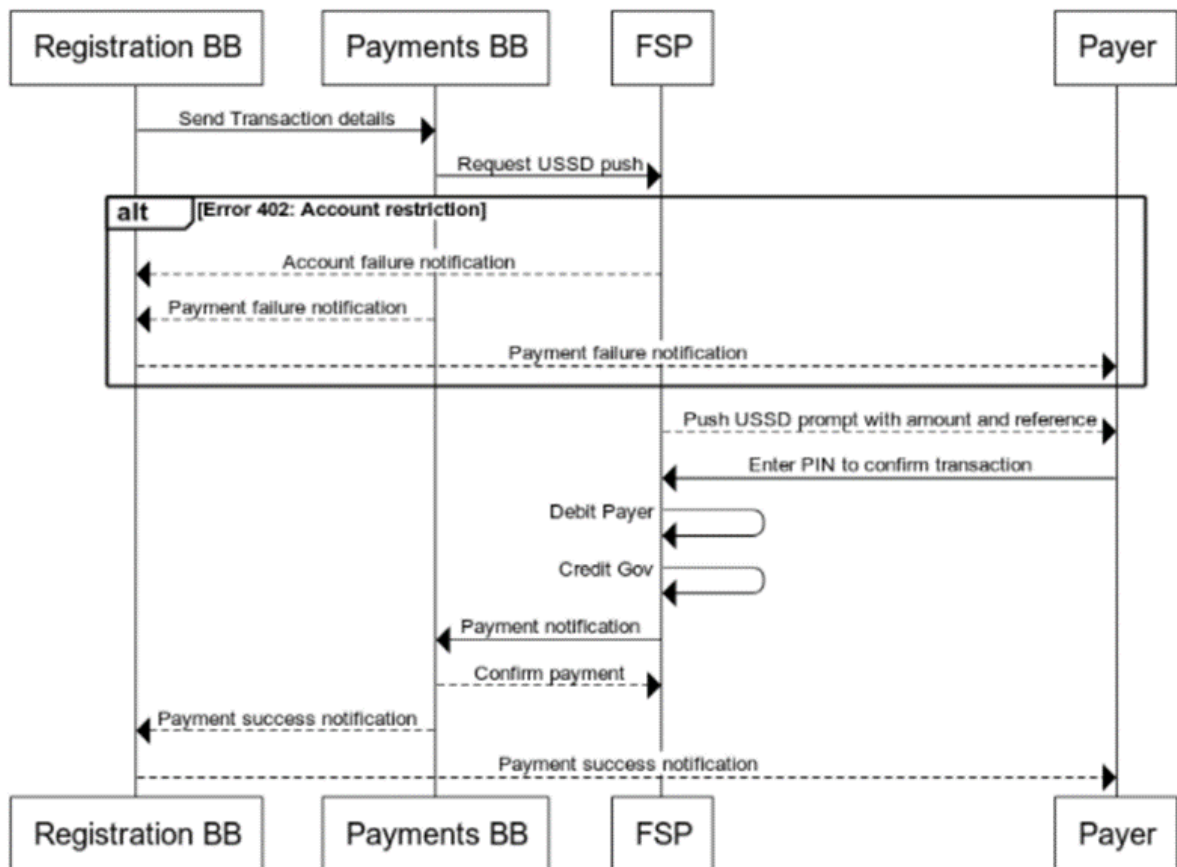 Registration BB
Payments BB
FSP
Payer
Send Transaction details
Request USSD push
alt
[Error 402: Account restriction]
Account failure notification
Payment failure notification
Payment failure notification
Push USSD prompt with amount and reference
Enter PIN to confirm transaction
Debit Payer
Credit Gov
Payment notification
Confirm payment
Payment success notification
Payment success notification
Registration BB
Payments BB
FSP
Payer